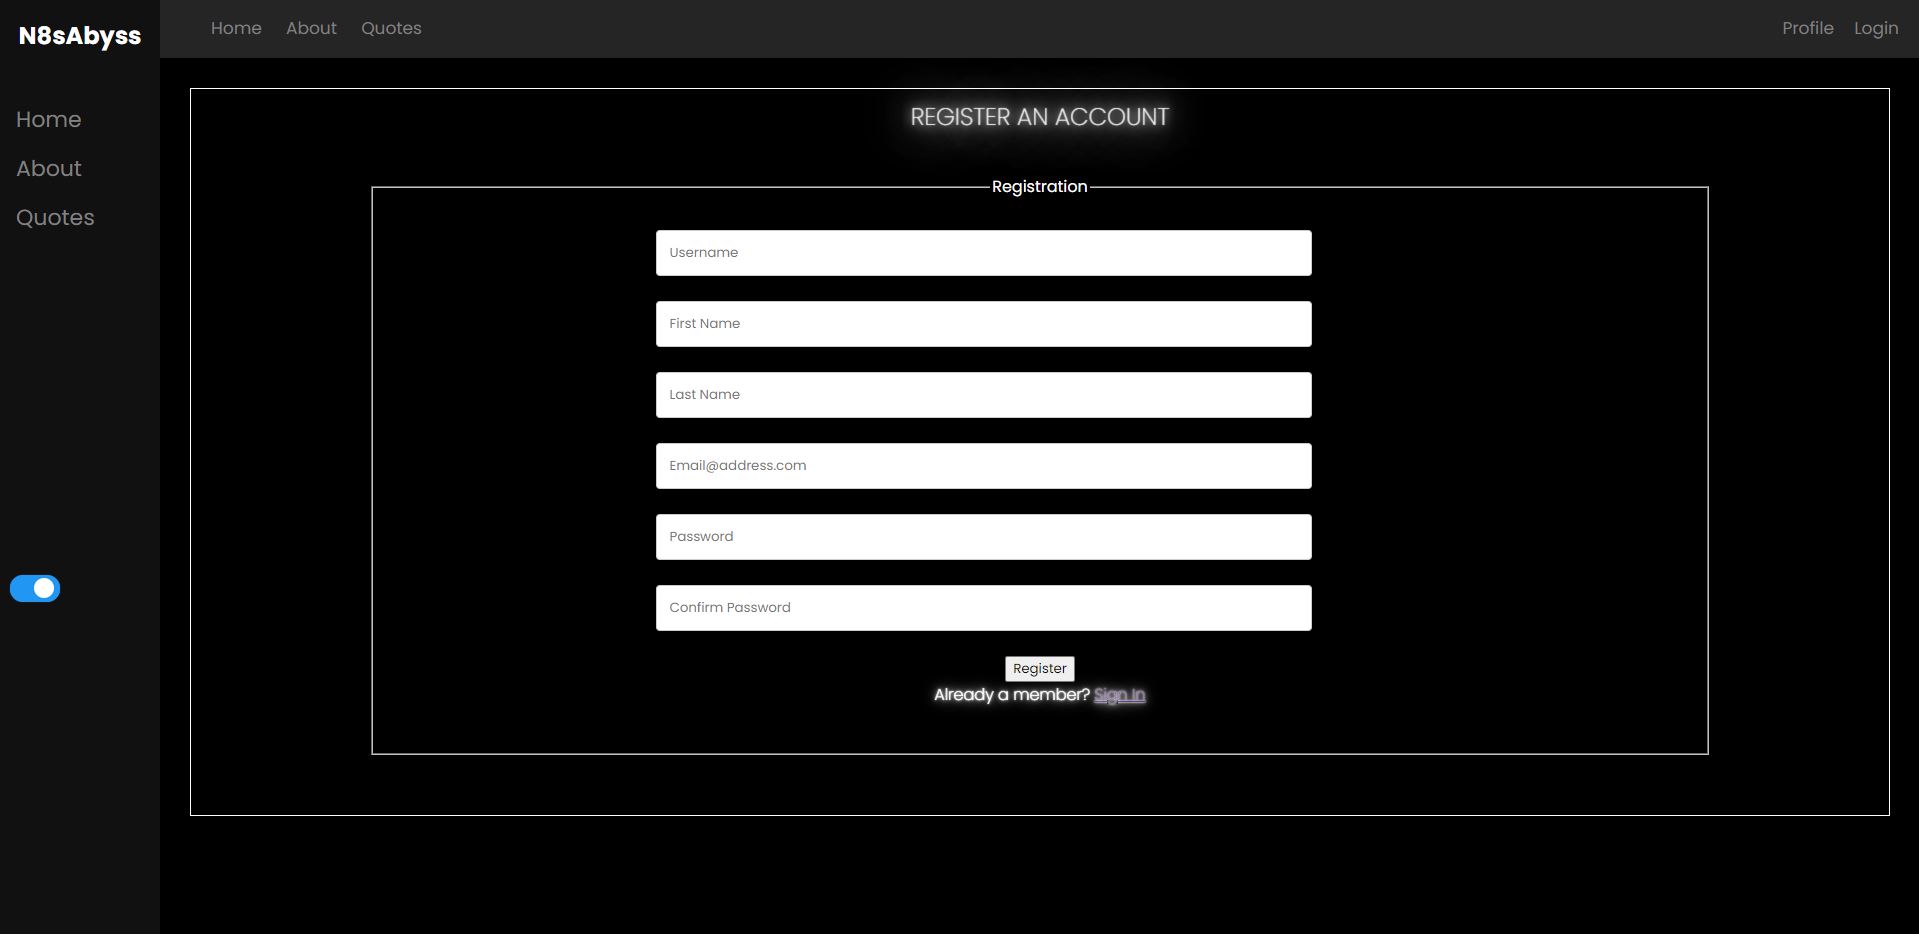 N8sAbyss
Home
About
Quotes
Home About Quotes
Profile Login
REGISTER AN ACCOUNT
Registration
Username
First Name
Last Name
Email@address.com
Password
Confirm Password
Register
Already a member? Sign In